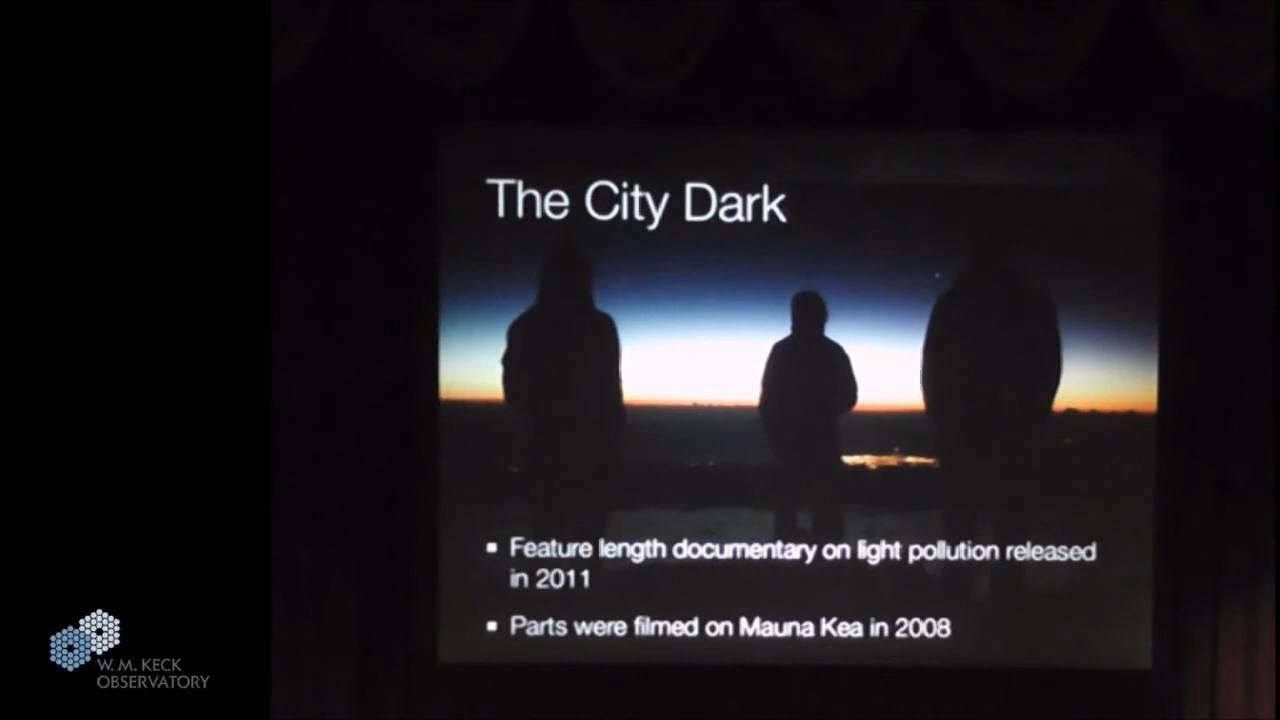 The City Dark
▪ Feature length documentary on light pollution released
in 2011
▪ Parts were filmed on Mauna Kea in 2008
W. M. KECK
OBSERVATORY